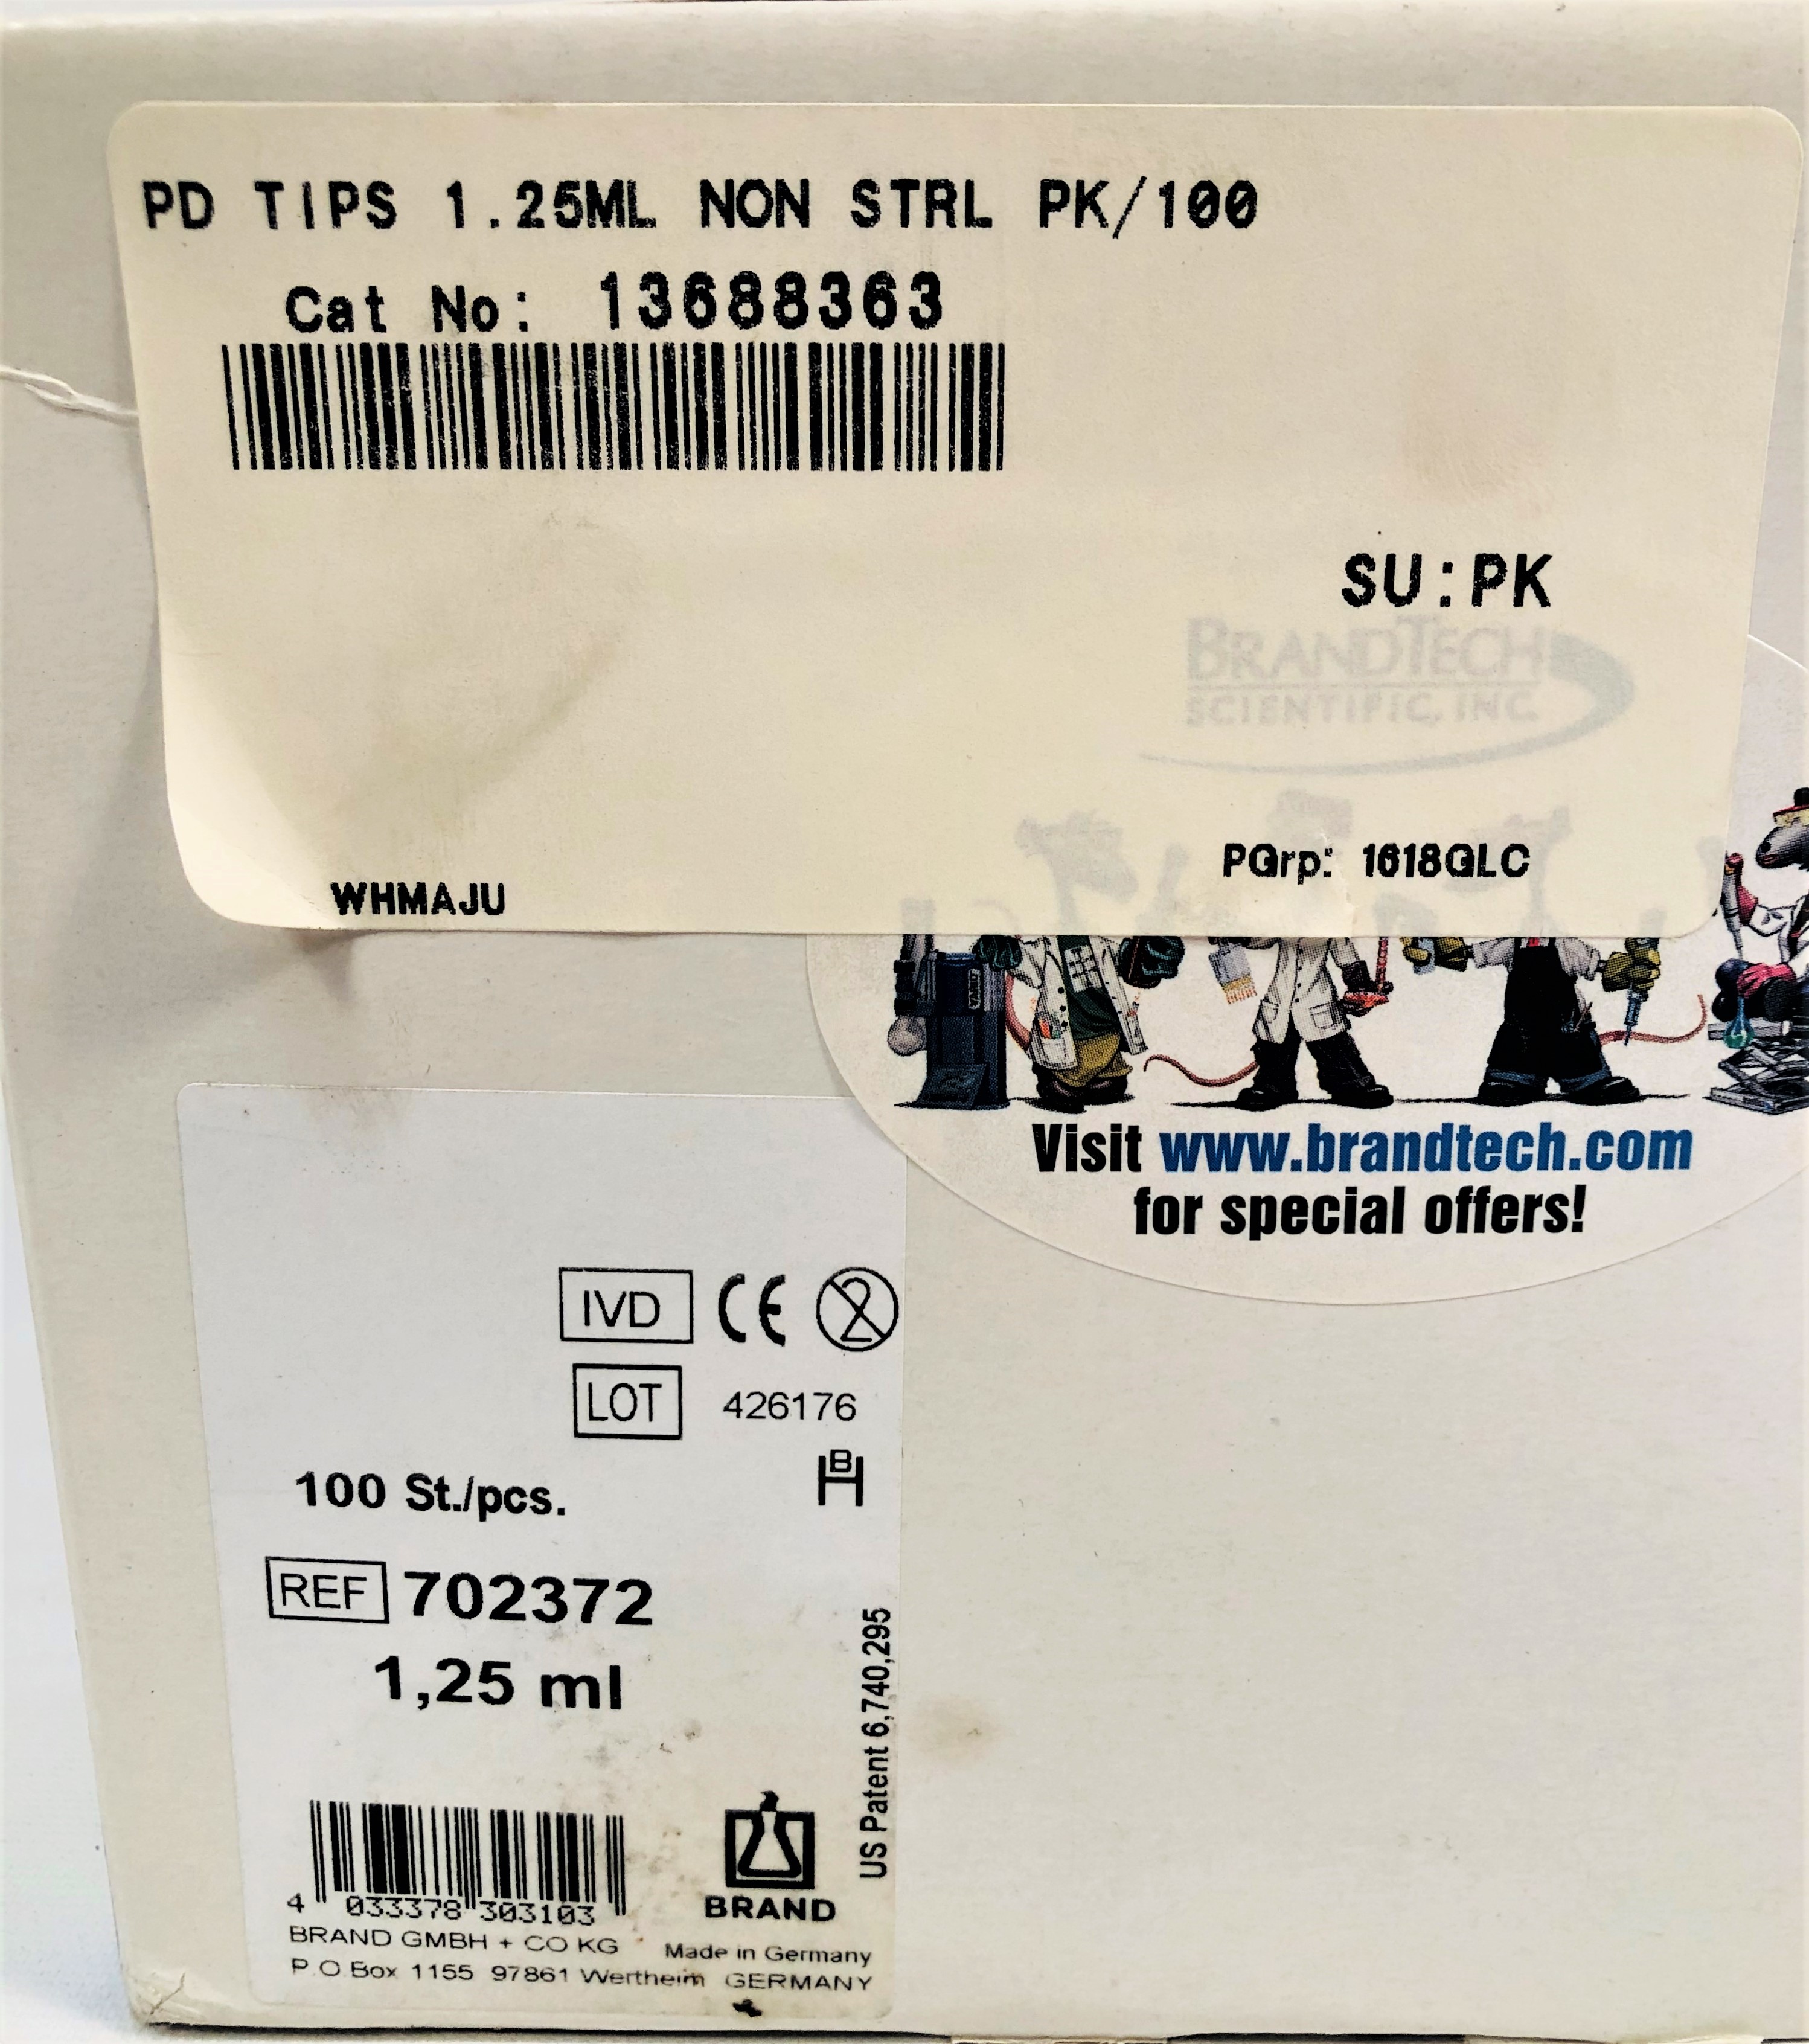 PD TIPS 1.25ML NON STRL PK/100
Cat No: 13688363
SU:PK
BRANDTECH
SCIENTIFIC, INC.
PGrp: 1618GLC
WHMAJU
Visit www.brandtech.com
for special offers!
IVD CE 2
LOT 426176
BH
100 St./pcs.
REF 702372
1,25 ml
US Patent 6,740,295
4 033378 303103
BRAND
BRAND GMBH + CO KG Made in Germany
P.O.Box 1155 97861 Wertheim GERMANY